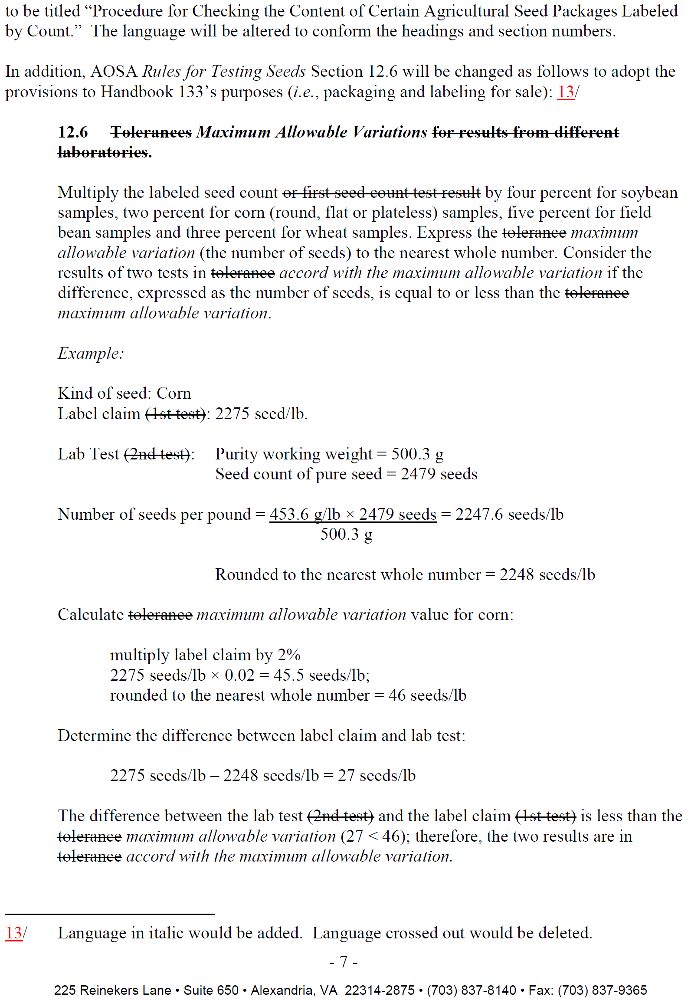 to be titled “Procedure for Checking the Content of Certain Agricultural Seed Packages Labeled
by Count.”  The language will be altered to conform the headings and section numbers.
In addition, AOSA Rules for Testing Seeds Section 12.6 will be changed as follows to adopt the
provisions to Handbook 133’s purposes (i.e., packaging and labeling for sale): 13/
12.6 Tolerances Maximum Allowable Variations for results from different
laboratories.
Multiply the labeled seed count or first seed count test result by four percent for soybean
samples, two percent for corn (round, flat or plateless) samples, five percent for field
bean samples and three percent for wheat samples. Express the tolerance maximum
allowable variation (the number of seeds) to the nearest whole number. Consider the
results of two tests in tolerance accord with the maximum allowable variation if the
difference, expressed as the number of seeds, is equal to or less than the tolerance
maximum allowable variation.
Example:
Kind of seed: Corn
Label claim (1st test): 2275 seed/lb.
Lab Test (2nd test): Purity working weight = 500.3 g
Seed count of pure seed = 2479 seeds
Number of seeds per pound = 453.6 g/lb × 2479 seeds = 2247.6 seeds/lb
500.3 g
Rounded to the nearest whole number = 2248 seeds/lb
Calculate tolerance maximum allowable variation value for corn:
multiply label claim by 2%
2275 seeds/lb × 0.02 = 45.5 seeds/lb;
rounded to the nearest whole number = 46 seeds/lb
Determine the difference between label claim and lab test:
2275 seeds/lb – 2248 seeds/lb = 27 seeds/lb
The difference between the lab test (2nd test) and the label claim (1st test) is less than the
tolerance maximum allowable variation (27 < 46); therefore, the two results are in
tolerance accord with the maximum allowable variation.
13/ Language in italic would be added.  Language crossed out would be deleted.
- 7 -
225 Reinekers Lane • Suite 650 • Alexandria, VA  22314-2875 • (703) 837-8140 • Fax: (703) 837-9365